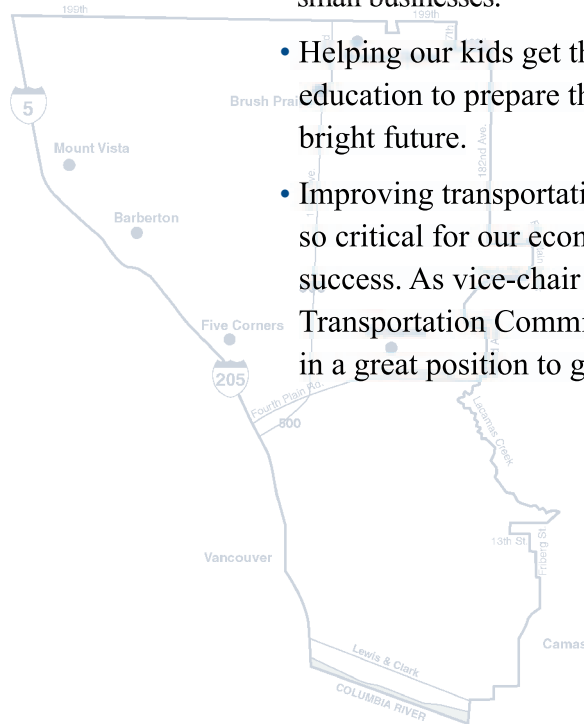 small businesses.
199th
199th
• Helping our kids get th
education to prepare th
bright future.
Brush Prai
5
Mount Vista
182nd Ave.
• Improving transportati
so critical for our econ
success. As vice-chair
Transportation Commi
in a great position to g
Barberton
Five Corners
205
Fourth Plain Rd.
500
Lacamas Creek
13th St.
Friberg St.
Vancouver
Camas
Lewis & Clark
COLUMBIA RIVER